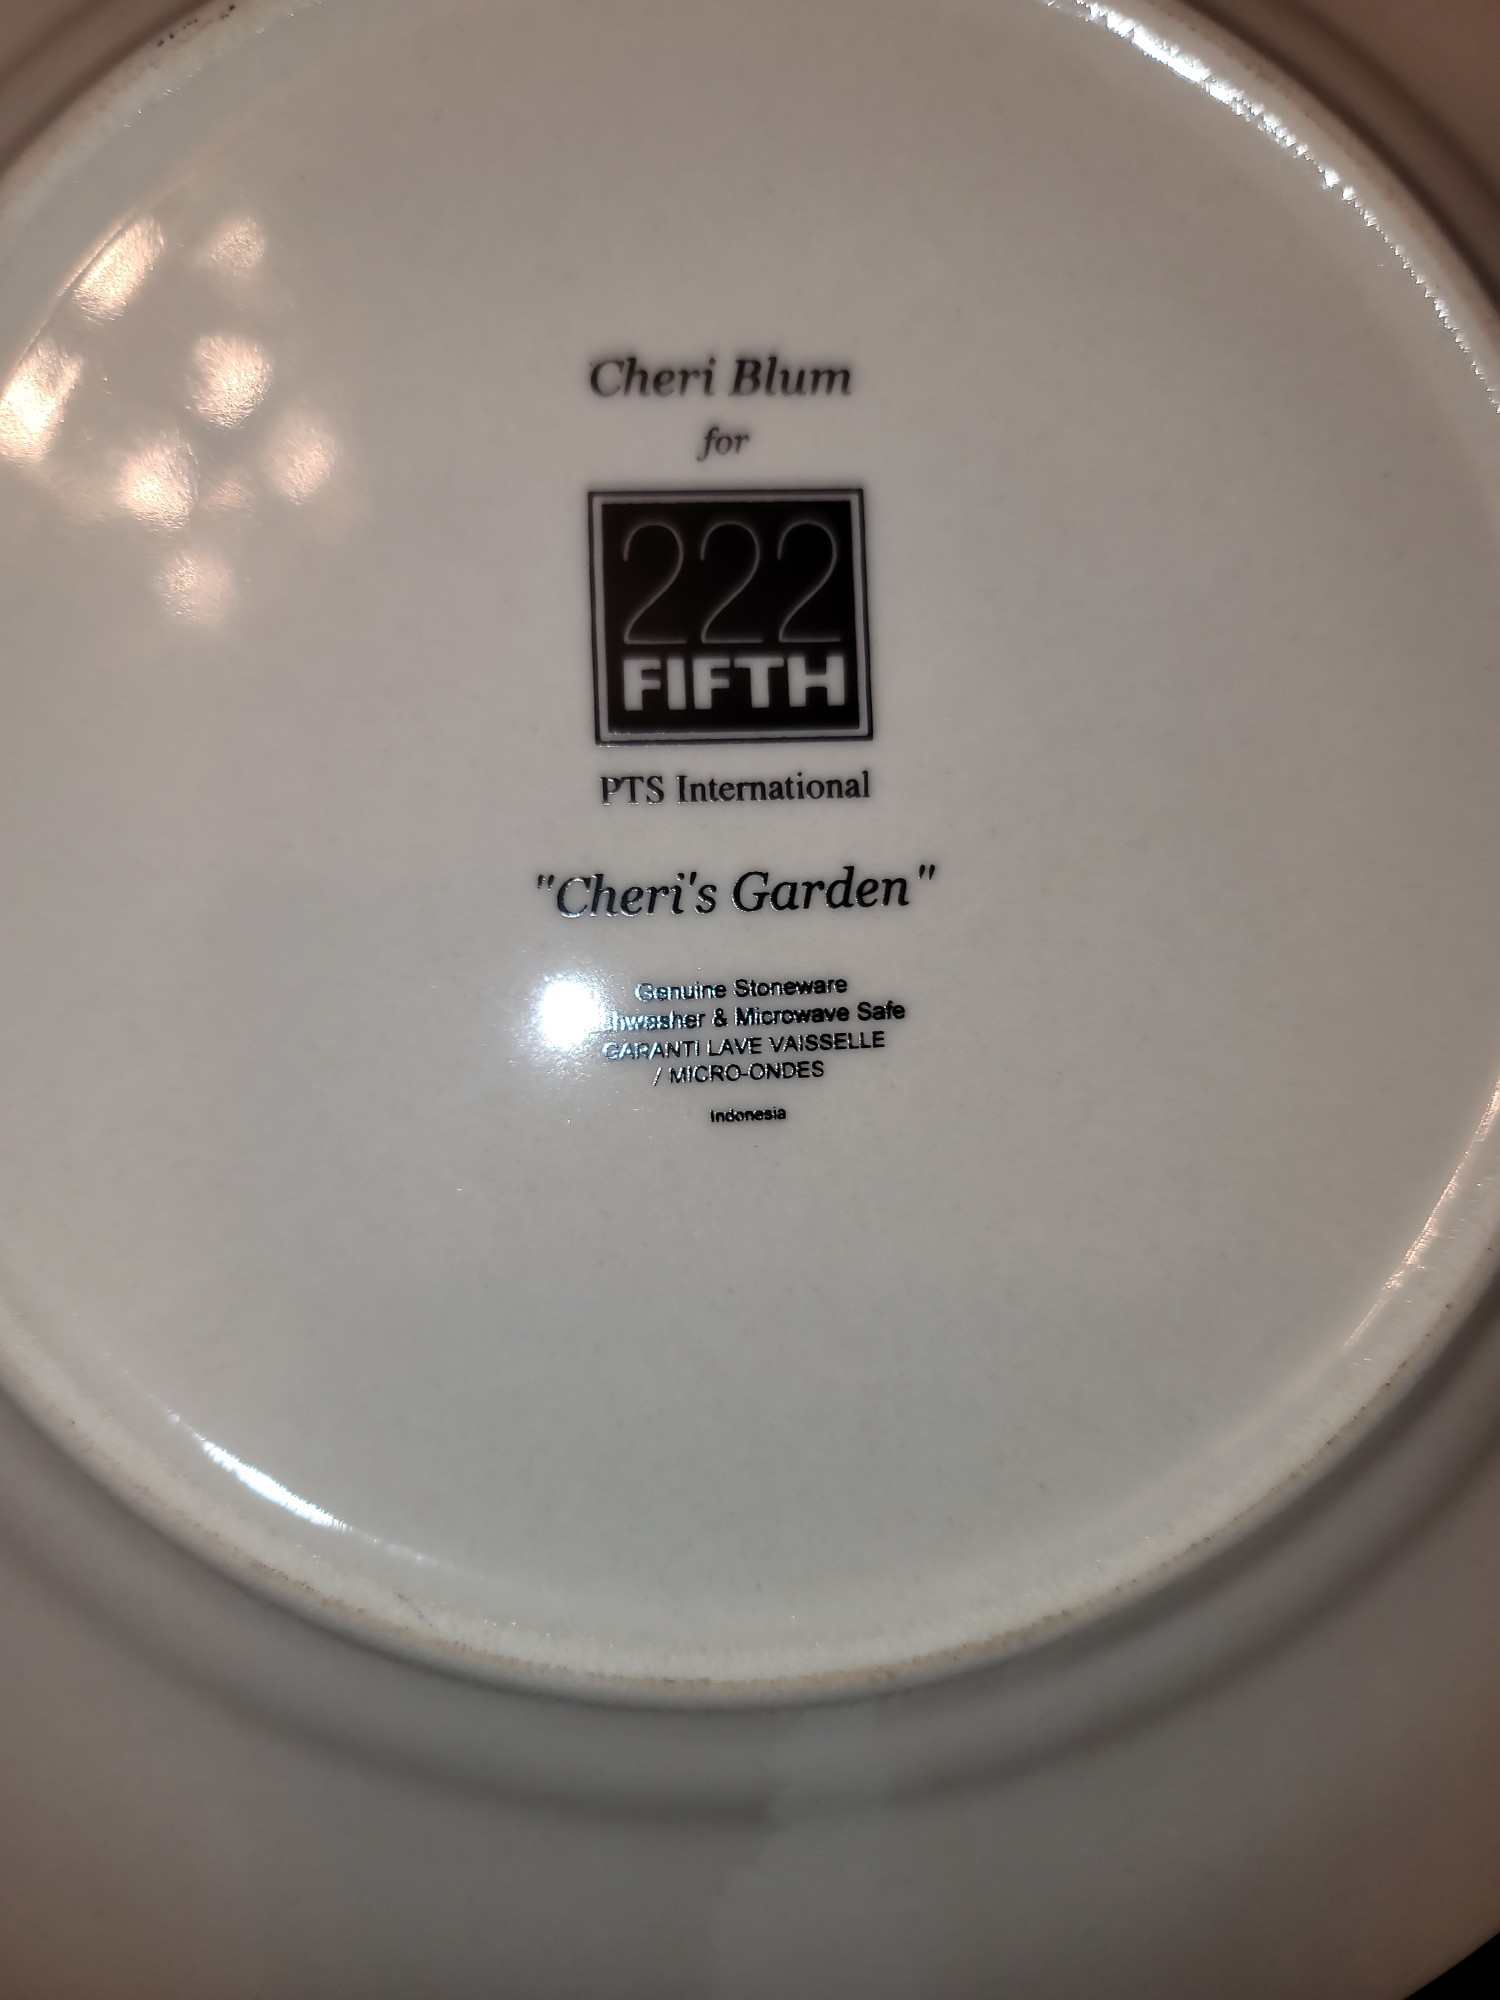 Cheri Blum
for
222
FIFTH
PTS International
"Cheri's Garden"
Genuine Stoneware
& Microwave Safe
GARANTI LAVE VAISSELLE
/ MICRO-ONDES
Indonesia